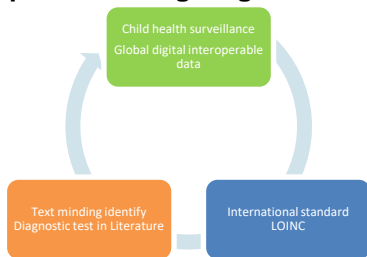 Child health surveillance
Global digital interoperable
data
Text minding identify
Diagnostic test in Literature
International standard
LOINC